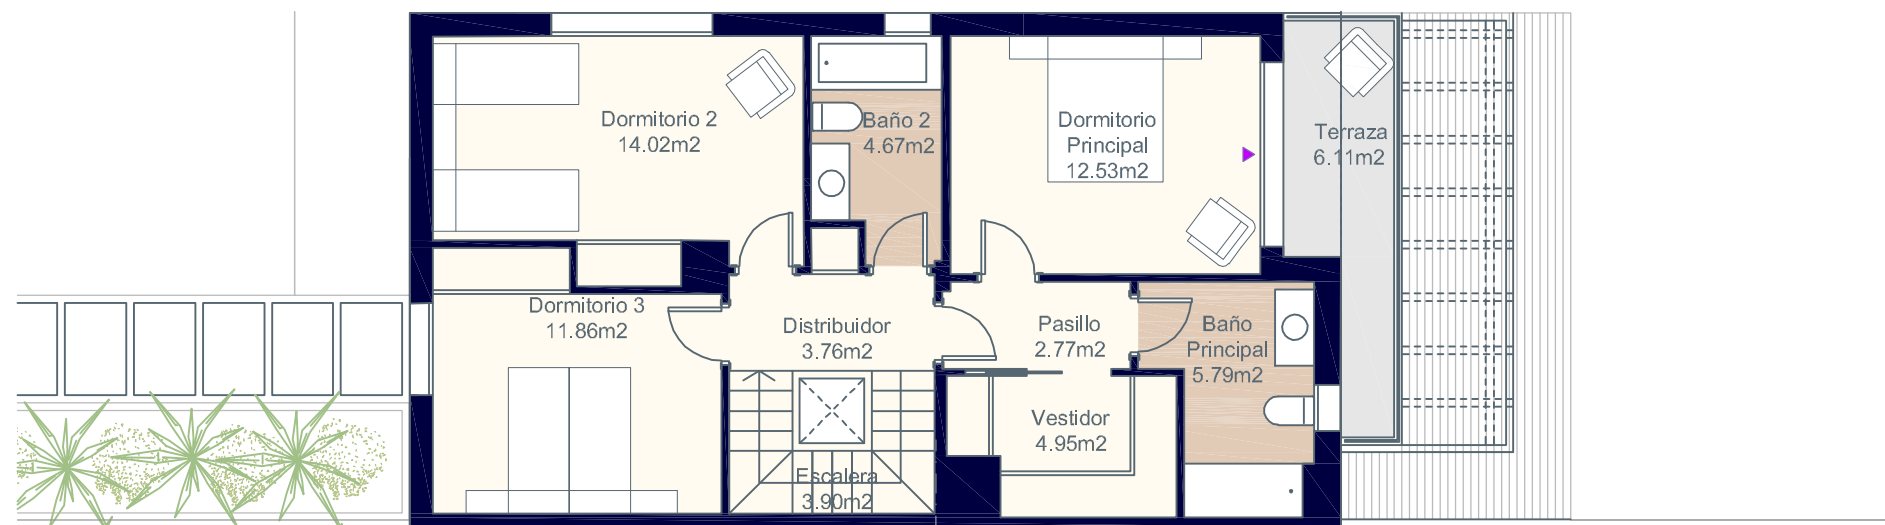 Dormitorio 2
14.02m2
Baño 2
4.67m2
Dormitorio
Principal
12.53m2
Terraza
6.11m2
Dormitorio 3
11.86m2
Distribuidor
3.76m2
Pasillo
2.77m2
Baño
Principal
5.79m2
Vestidor
4.95m2
Escalera
3.90m2